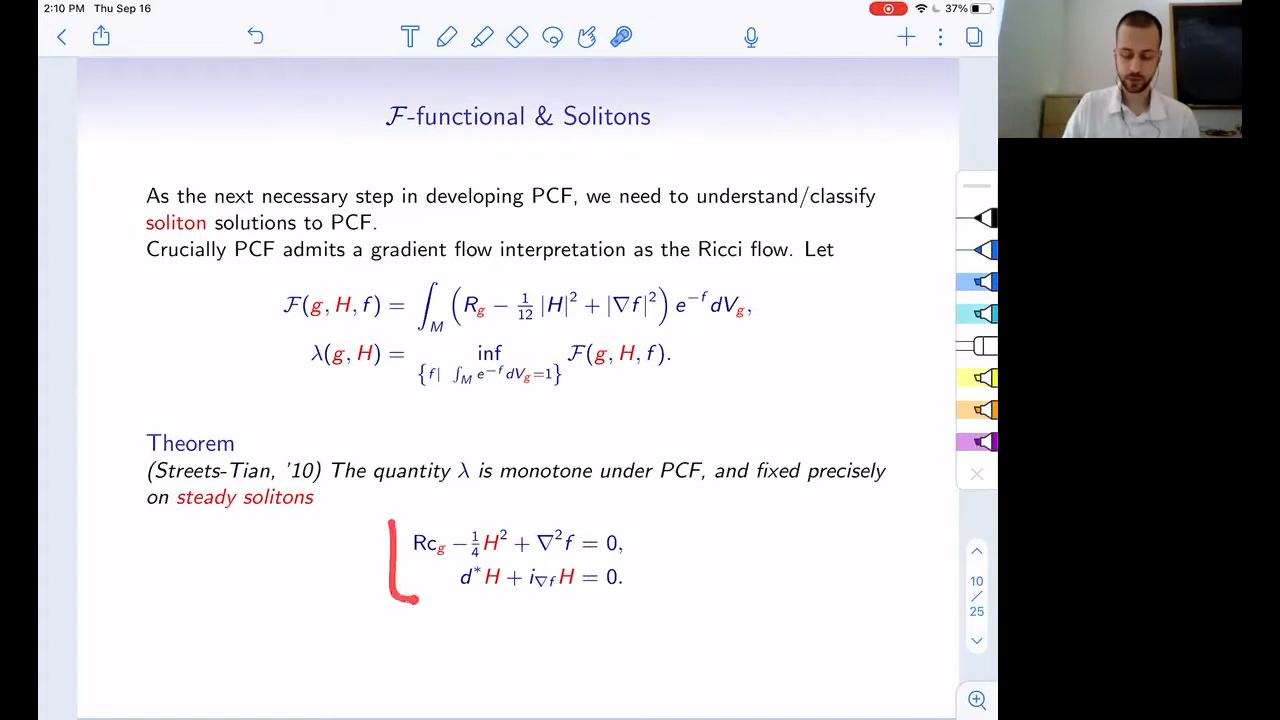 2:10 PM Thu Sep 16
37%
T
ℱ-functional & Solitons
As the next necessary step in developing PCF, we need to understand/classify
soliton solutions to PCF.
Crucially PCF admits a gradient flow interpretation as the Ricci flow. Let
ℱ(g, H, f) = ∫_M (R_g − 1/12 |H|² + |∇f|²) e^{−f} dV_g,
λ(g, H) = inf_{{f| ∫_M e^{−f} dV_g=1}} ℱ(g, H, f).
Theorem
(Streets-Tian, '10) The quantity λ is monotone under PCF, and fixed precisely
on steady solitons
Rc_g − 1/4 H² + ∇²f = 0,
d*H + i_{∇f}H = 0.
10
/
25